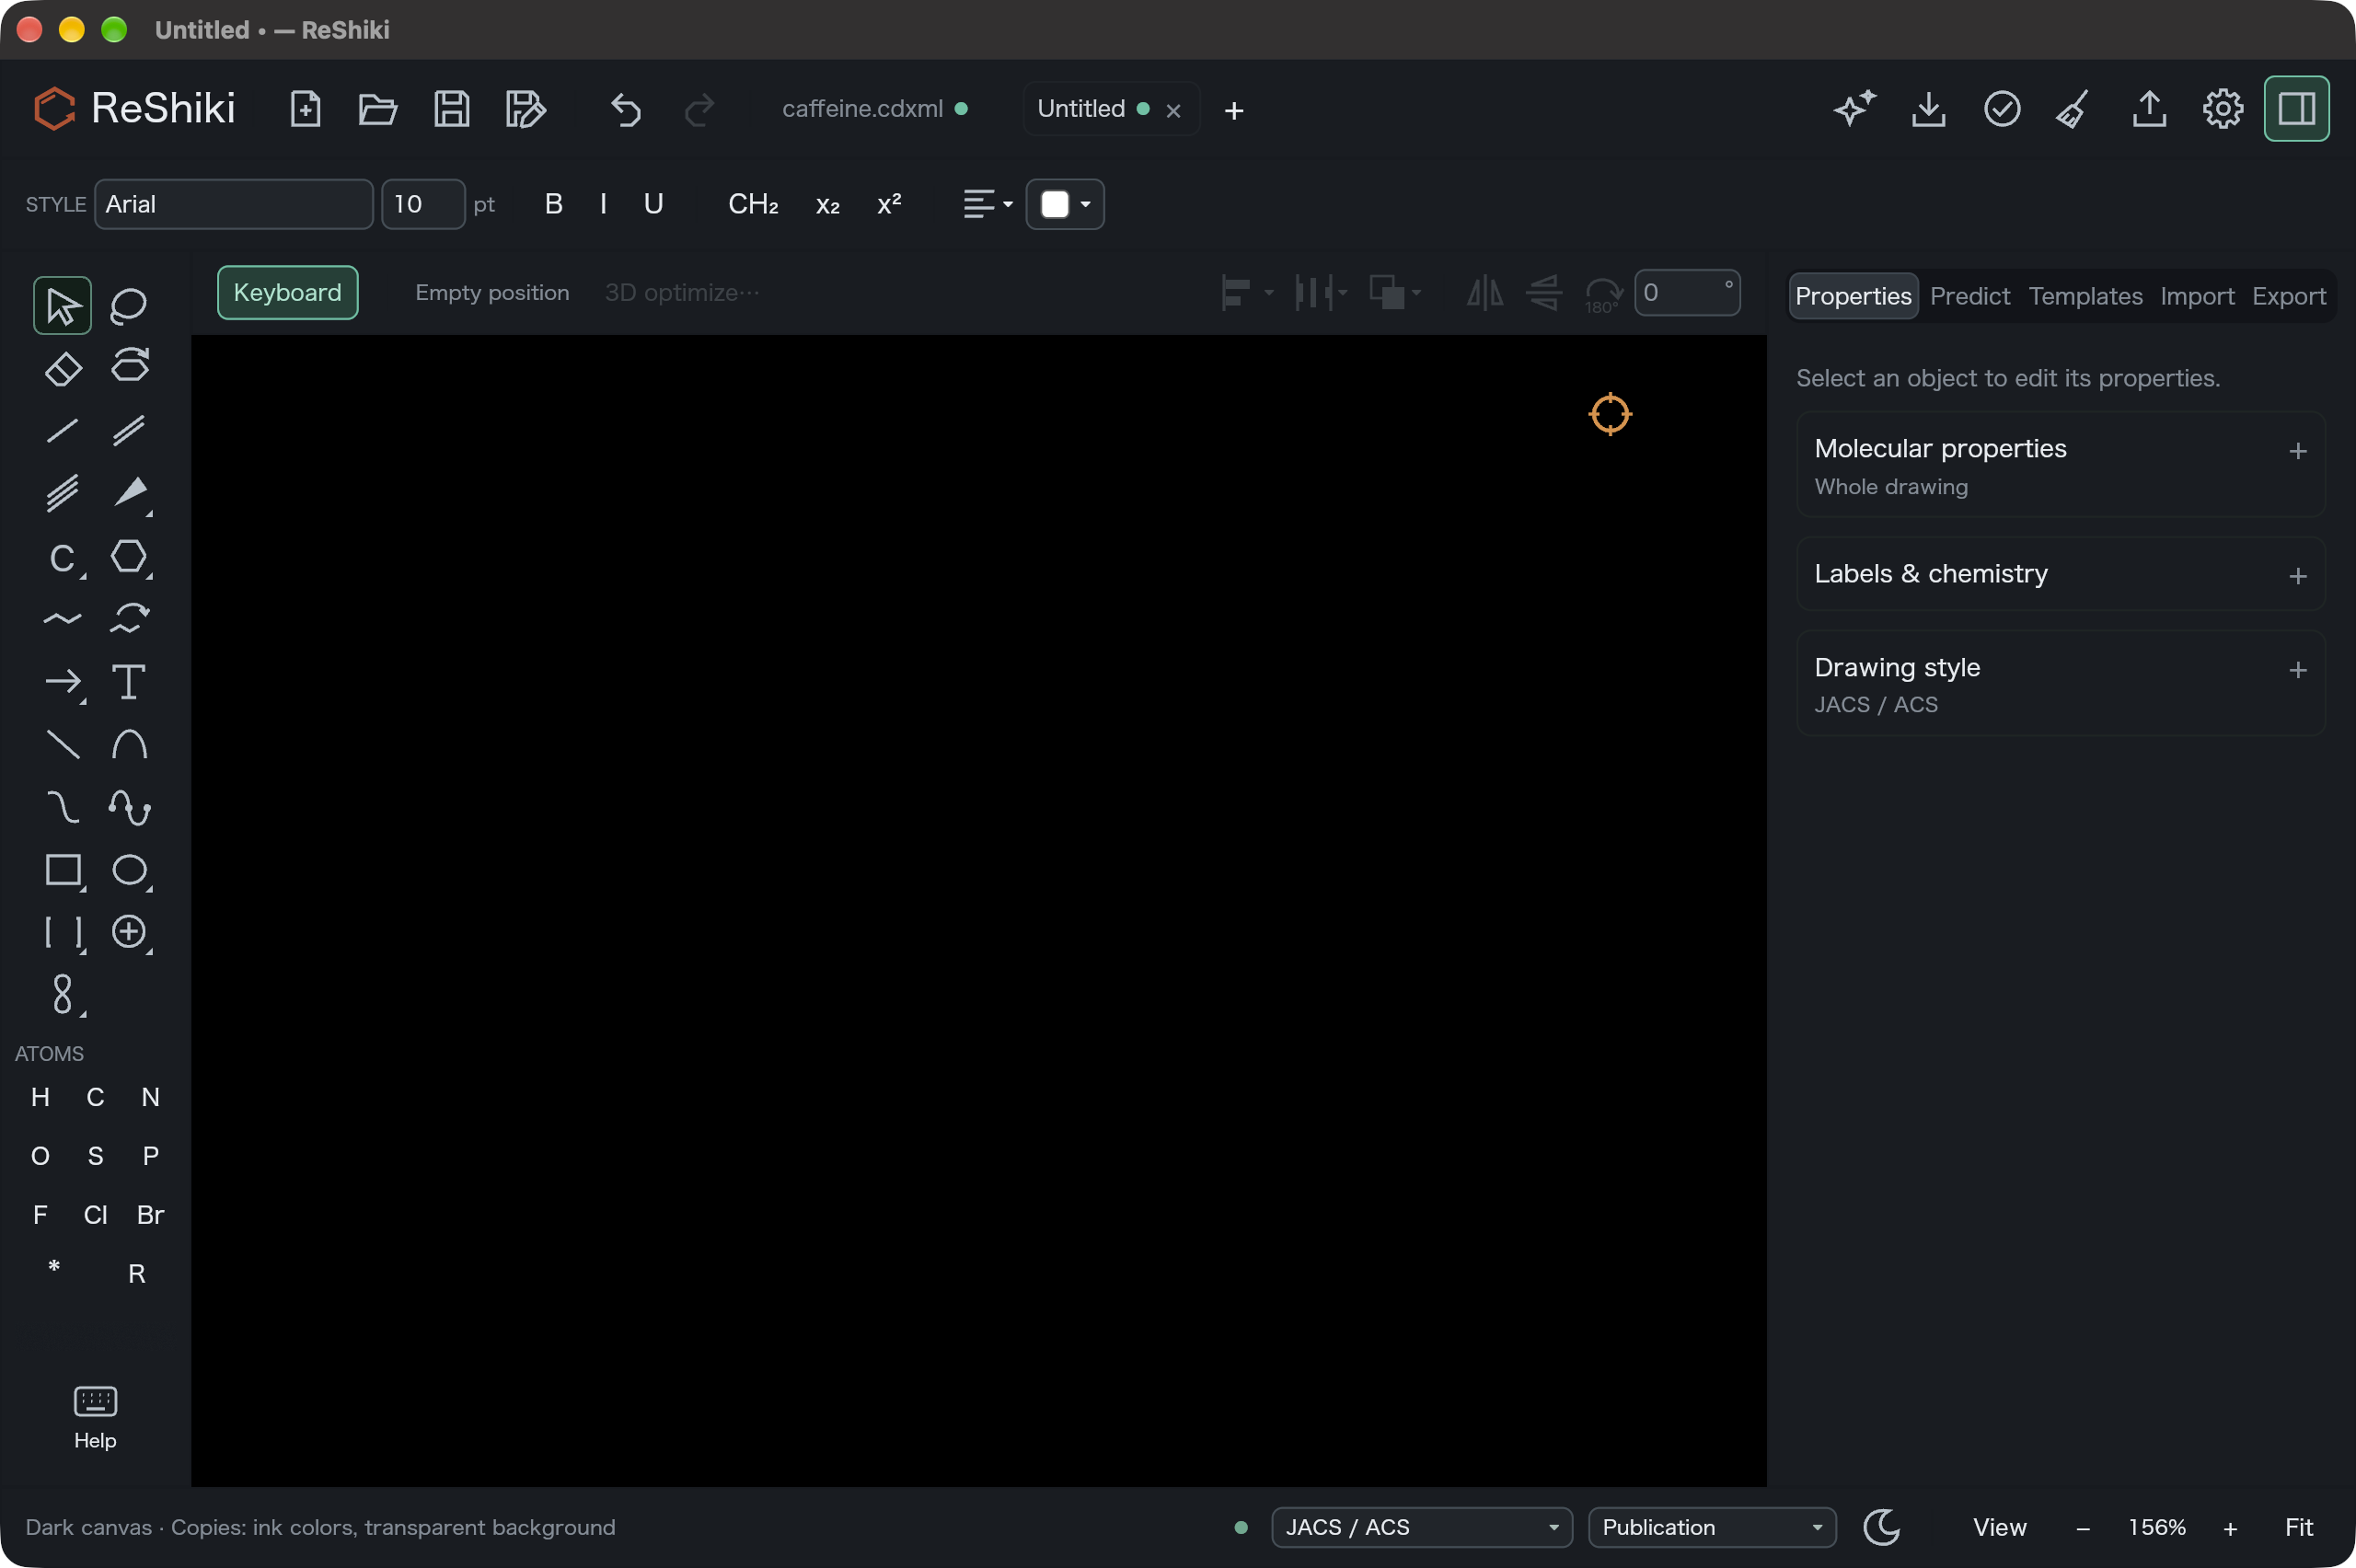 Untitled • — ReShiki
ReShiki
caffeine.cdxml
Untitled
STYLE Arial 10 pt B I U CH₂ x₂ x²
Keyboard Empty position 3D optimize⋯ 180° 0 °
Properties Predict Templates Import Export
Select an object to edit its properties.
Molecular properties
Whole drawing
Labels & chemistry
Drawing style
JACS / ACS
C
T
ATOMS
H C N
O S P
F Cl Br
* R
Help
Dark canvas · Copies: ink colors, transparent background
JACS / ACS Publication View − 156% + Fit